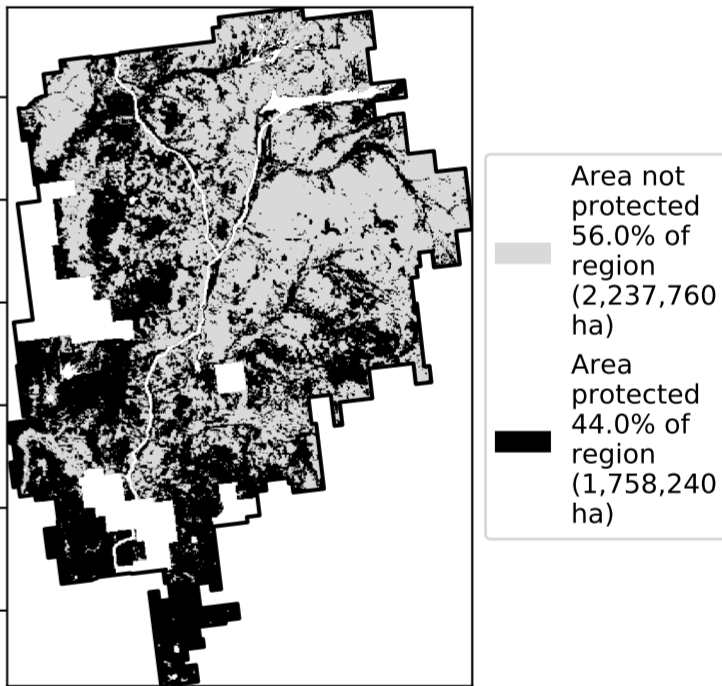 Area not
protected
56.0% of
region
(2,237,760
ha)
Area
protected
44.0% of
region
(1,758,240
ha)